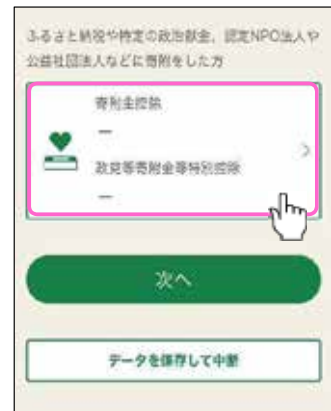 ふるさと納税や特定の政治献金、認定NPO法人や
公益社団法人などに寄附をした方
寄附金控除
ー
政党等寄附金等特別控除
ー
次へ
データを保存して中断